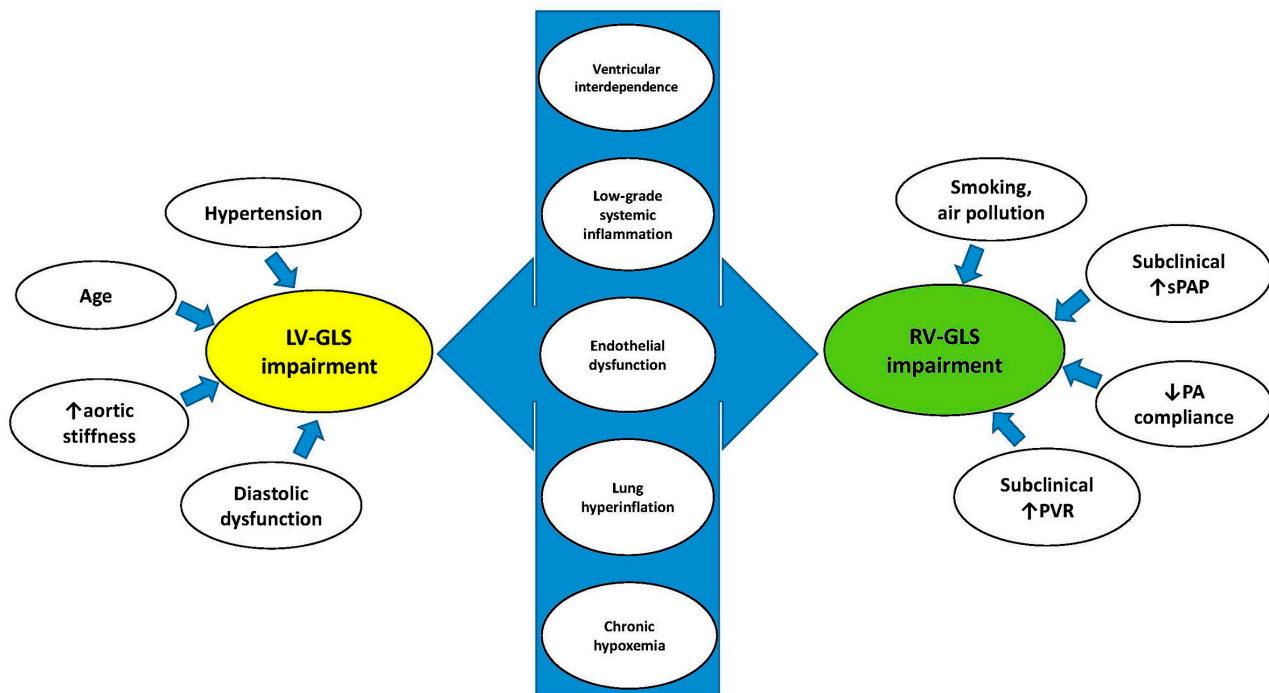 Hypertension
Age
↑aortic
stiffness
Diastolic
dysfunction
LV-GLS
impairment
Ventricular
interdependence
Low-grade
systemic
inflammation
Endothelial
dysfunction
Lung
hyperinflation
Chronic
hypoxemia
RV-GLS
impairment
Smoking,
air pollution
Subclinical
↑sPAP
↓PA
compliance
Subclinical
↑PVR